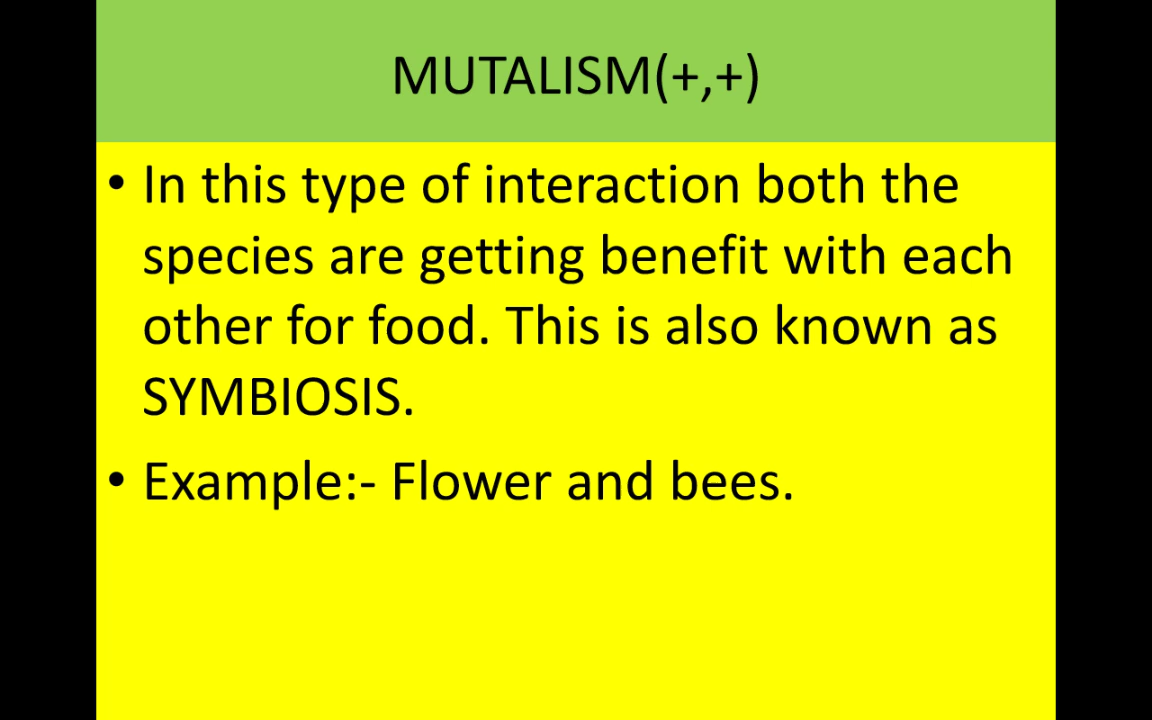 MUTALISM(+,+)
• In this type of interaction both the
species are getting benefit with each
other for food. This is also known as
SYMBIOSIS.
• Example:- Flower and bees.